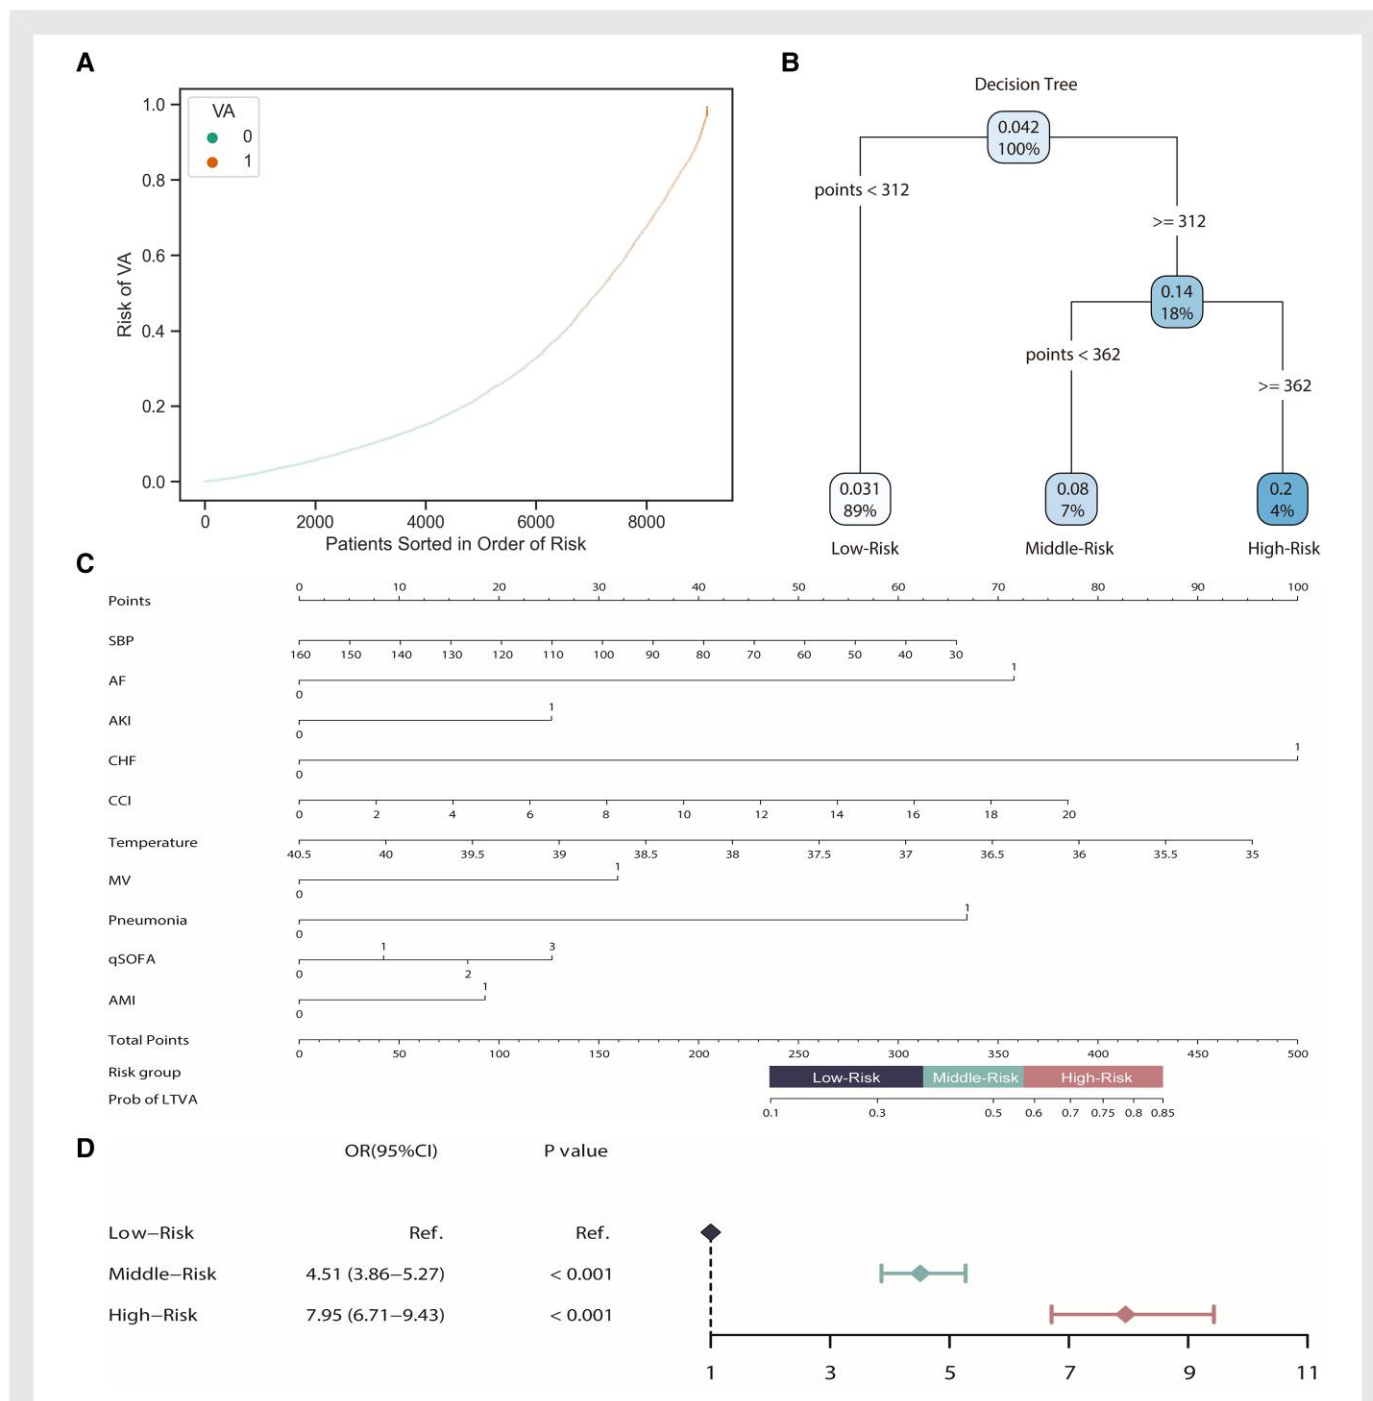 A
VA
0
1
1.0
0.8
0.6
0.4
0.2
0.0
Risk of VA
0 2000 4000 6000 8000
Patients Sorted in Order of Risk
B
Decision Tree
0.042
100%
points < 312
>= 312
0.14
18%
points < 362
>= 362
0.031
89%
0.08
7%
0.2
4%
Low-Risk Middle-Risk High-Risk
C
0 10 20 30 40 50 60 70 80 90 100
Points
SBP
160 150 140 130 120 110 100 90 80 70 60 50 40 30
1
AF
0
1
AKI
0
1
CHF
0
CCI
0 2 4 6 8 10 12 14 16 18 20
Temperature
40.5 40 39.5 39 38.5 38 37.5 37 36.5 36 35.5 35
1
MV
0
1
Pneumonia
0
1 3
qSOFA
0 2
1
AMI
0
Total Points
0 50 100 150 200 250 300 350 400 450 500
Risk group Low-Risk Middle-Risk High-Risk
Prob of LTVA
0.1 0.3 0.5 0.6 0.7 0.75 0.8 0.85
D
OR(95%CI) P value
Low–Risk Ref. Ref.
Middle–Risk 4.51 (3.86–5.27) < 0.001
High–Risk 7.95 (6.71–9.43) < 0.001
1 3 5 7 9 11